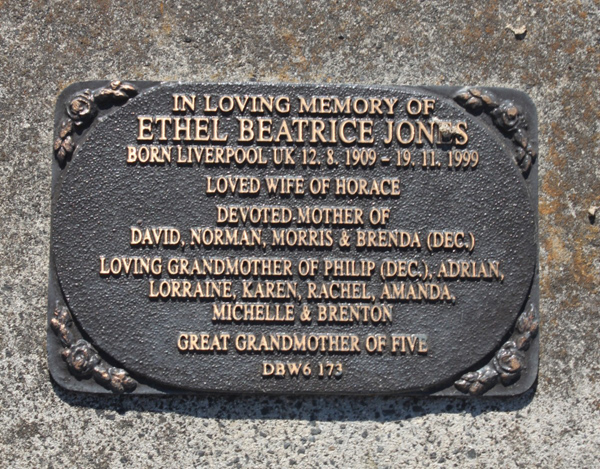 IN LOVING MEMORY OF
ETHEL BEATRICE JONES
BORN LIVERPOOL UK 12. 8. 1909 – 19. 11. 1999
LOVED WIFE OF HORACE
DEVOTED MOTHER OF
DAVID, NORMAN, MORRIS & BRENDA (DEC.)
LOVING GRANDMOTHER OF PHILIP (DEC.), ADRIAN,
LORRAINE, KAREN, RACHEL, AMANDA,
MICHELLE & BRENTON
GREAT GRANDMOTHER OF FIVE
DBW6 173